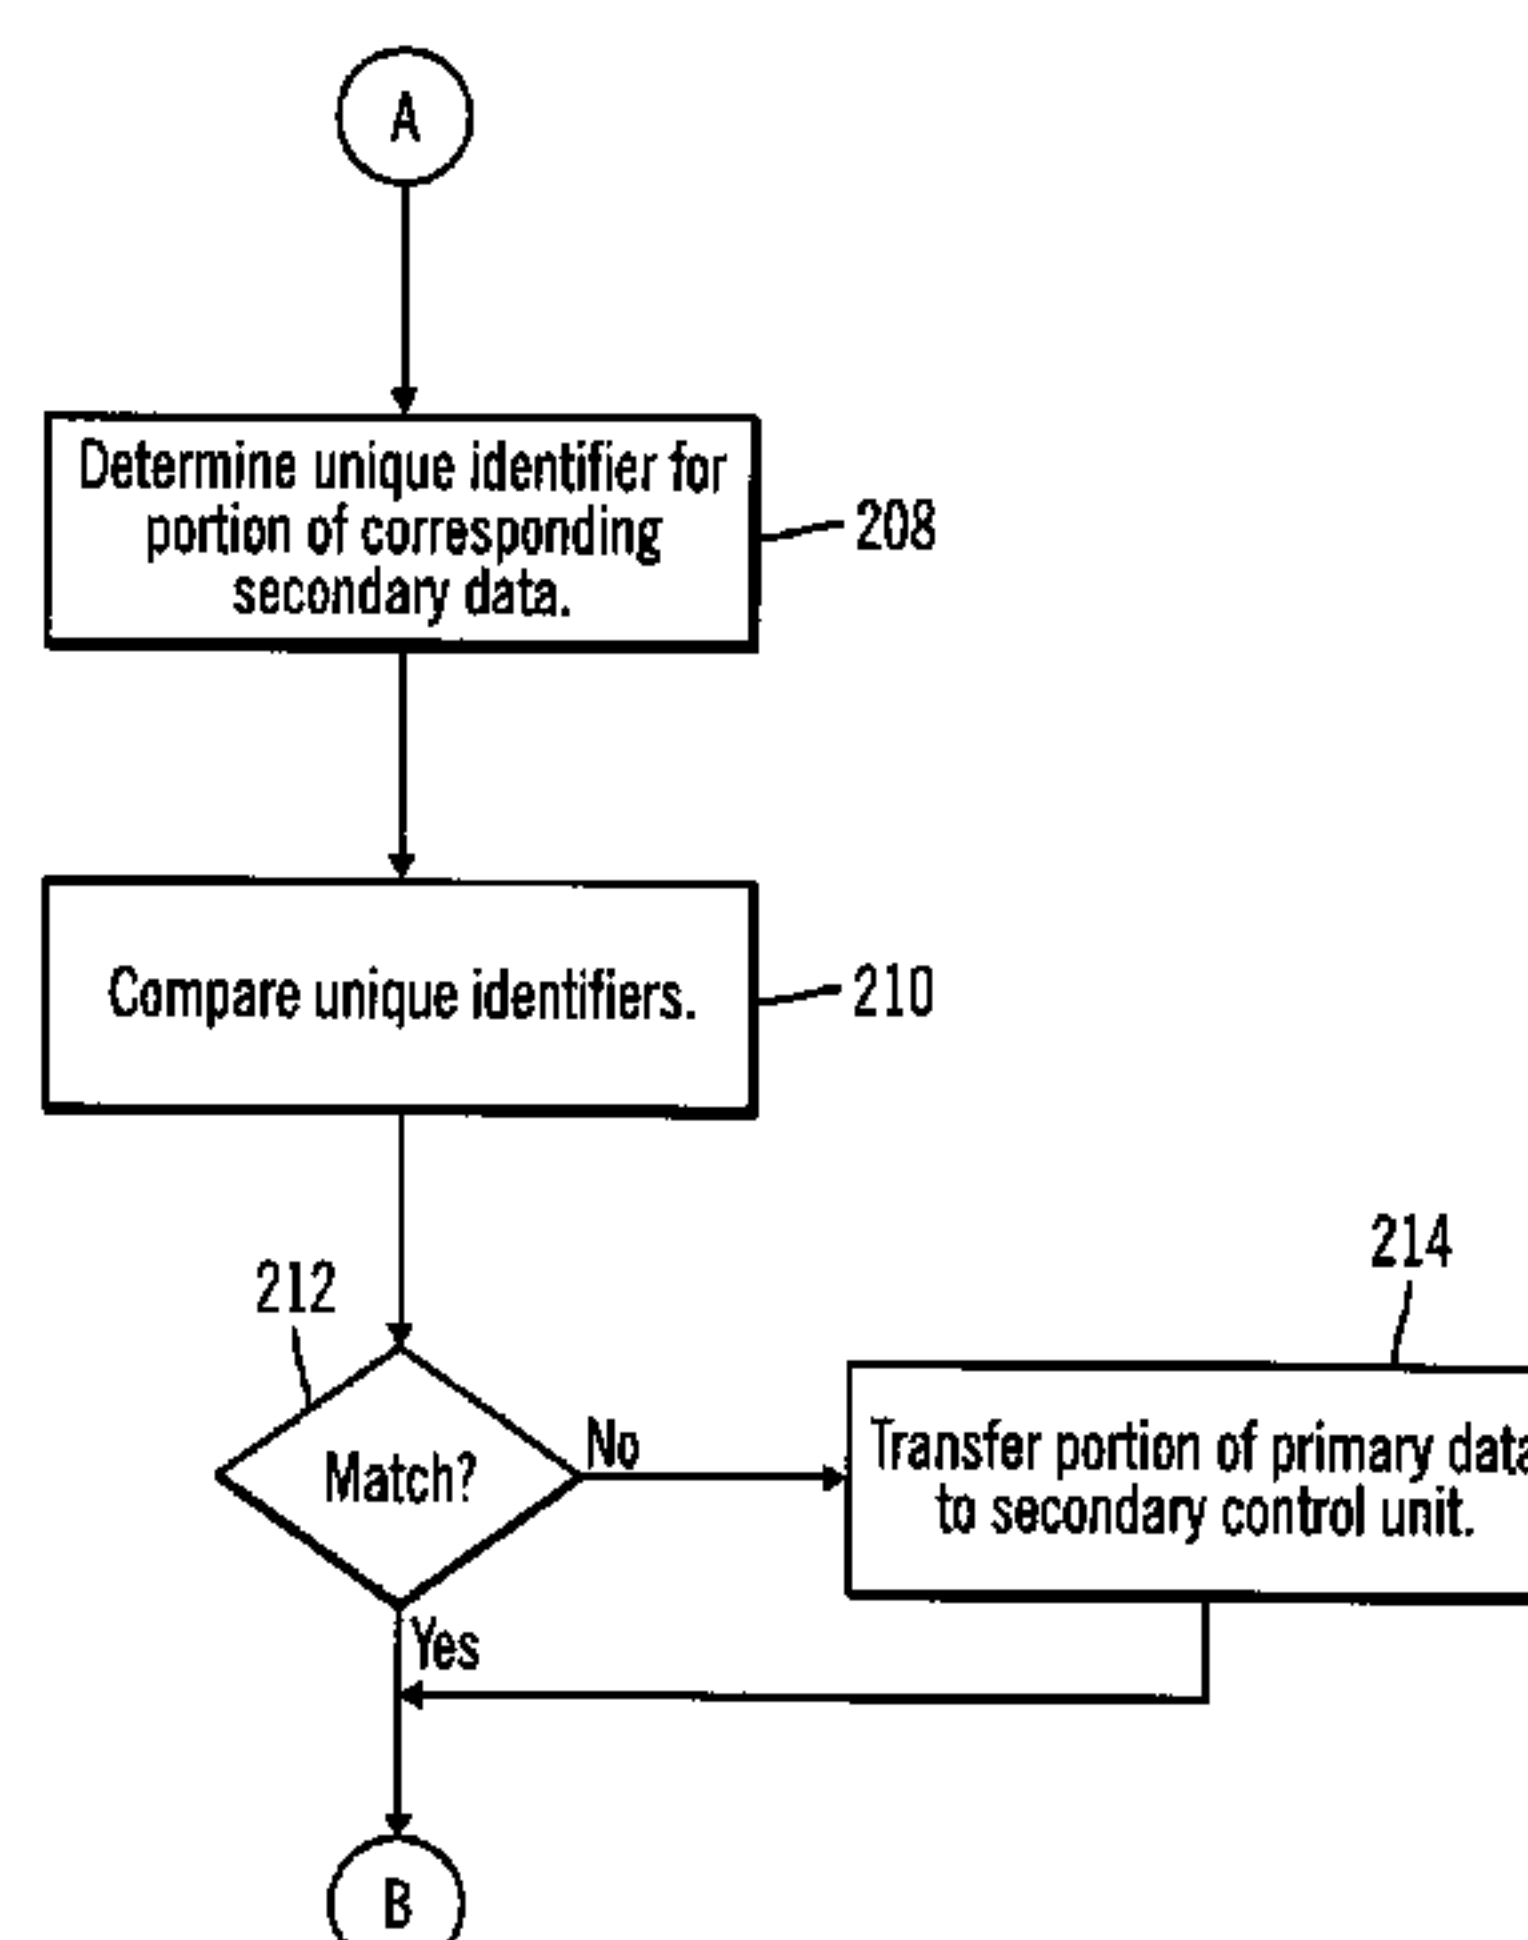 A
Determine unique identifier for
portion of corresponding
secondary data.
208
Compare unique identifiers.
210
212
214
Match?
No
Transfer portion of primary data
to secondary control unit.
Yes
B